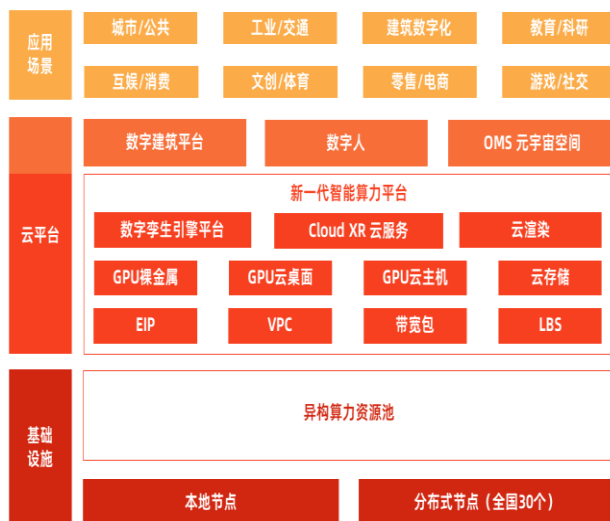 应用
场景
城市/公共
工业/交通
建筑数字化
教育/科研
互娱/消费
文创/体育
零售/电商
游戏/社交
云平台
数字建筑平台
数字人
OMS 元宇宙空间
新一代智能算力平台
数字孪生引擎平台
Cloud XR 云服务
云渲染
GPU裸金属
GPU云桌面
GPU云主机
云存储
EIP
VPC
带宽包
LBS
基础
设施
异构算力资源池
本地节点
分布式节点（全国30个）